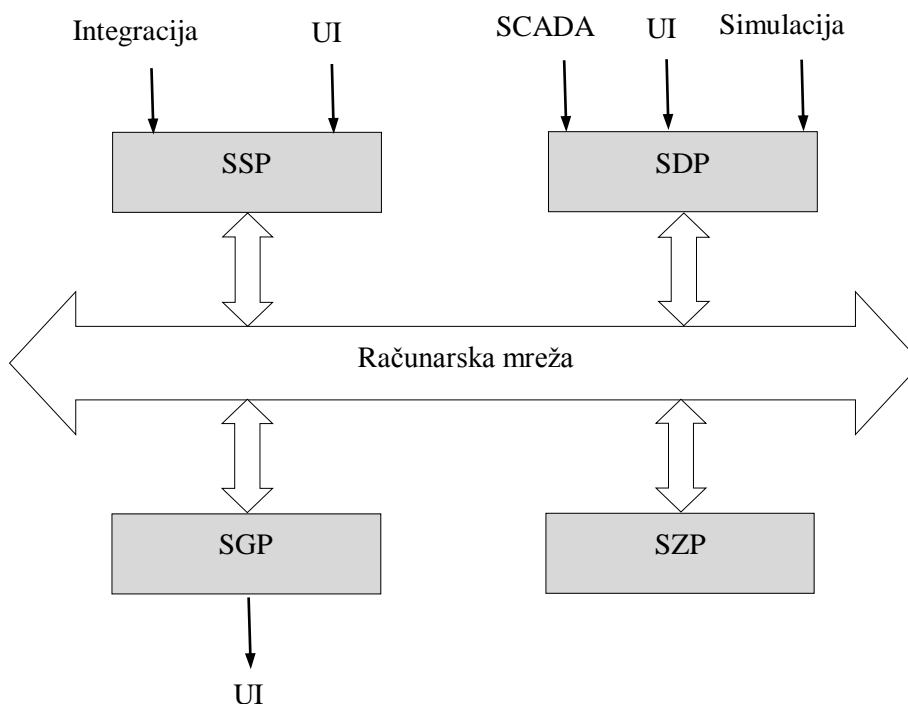 Integracija
UI
SCADA
UI
Simulacija
SSP
SDP
Računarska mreža
SGP
SZP
UI